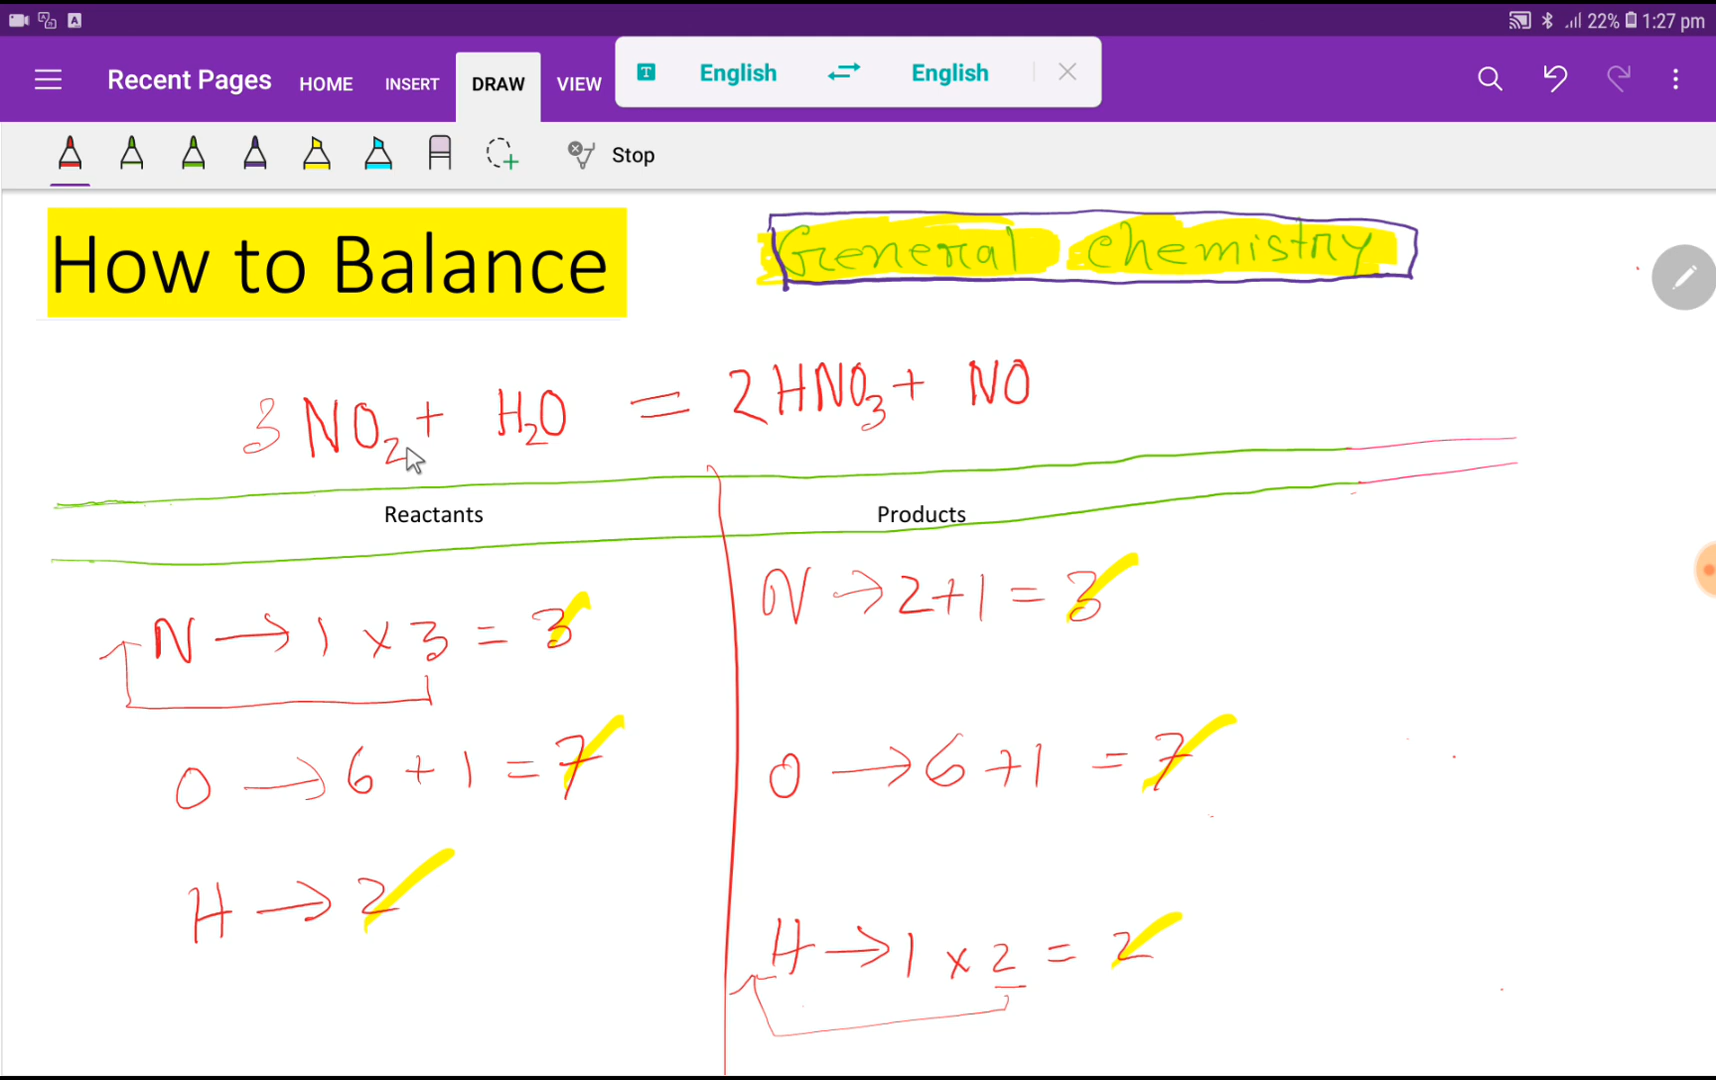 22% 1:27 pm
Recent Pages HOME INSERT DRAW VIEW
T English English
Stop
How to Balance
General chemistry
3 NO₂ + H₂O = 2HNO₃ + NO
Reactants Products
N → 1 x 3 = 3
N → 2+1 = 3
O → 6 + 1 = 7
O → 6 +1 = 7
H → 2
H → 1 x 2 = 2